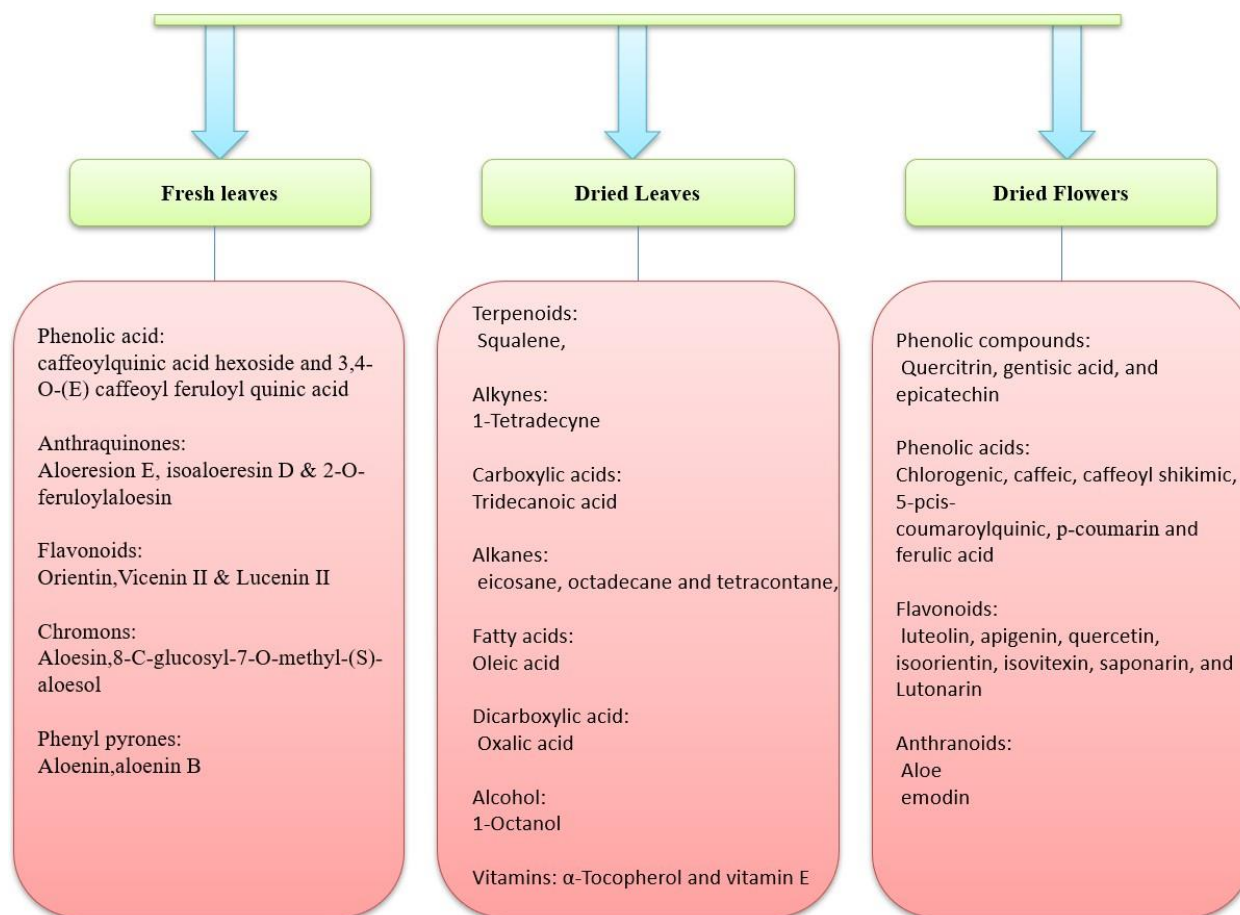 Fresh leaves
Phenolic acid:
caffeoylquinic acid hexoside and 3,4-
O-(E) caffeoyl feruloyl quinic acid
Anthraquinones:
Aloeresion E, isoaloeresin D & 2-O-
feruloylaloesin
Flavonoids:
Orientin,Vicenin II & Lucenin II
Chromons:
Aloesin,8-C-glucosyl-7-O-methyl-(S)-
aloesol
Phenyl pyrones:
Aloenin,aloenin B
Dried Leaves
Terpenoids:
Squalene,
Alkynes:
1-Tetradecyne
Carboxylic acids:
Tridecanoic acid
Alkanes:
eicosane, octadecane and tetracontane,
Fatty acids:
Oleic acid
Dicarboxylic acid:
Oxalic acid
Alcohol:
1-Octanol
Vitamins: α-Tocopherol and vitamin E
Dried Flowers
Phenolic compounds:
Quercitrin, gentisic acid, and
epicatechin
Phenolic acids:
Chlorogenic, caffeic, caffeoyl shikimic,
5-pcis-
coumaroylquinic, p-coumarin and
ferulic acid
Flavonoids:
luteolin, apigenin, quercetin,
isoorientin, isovitexin, saponarin, and
Lutonarin
Anthranoids:
Aloe
emodin